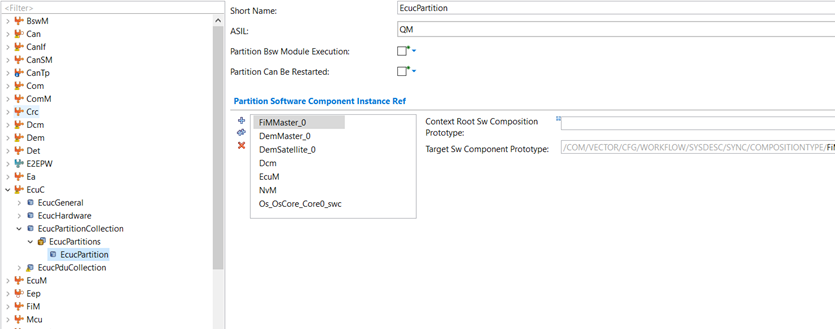 <Filter>
BswM
Can
CanIf
CanSM
CanTp
Com
ComM
Crc
Dcm
Dem
Det
E2EPW
Ea
EcuC
EcucGeneral
EcucHardware
EcucPartitionCollection
EcucPartitions
EcucPartition
EcucPduCollection
EcuM
Eep
FiM
Mcu
Short Name: EcucPartition
ASIL: QM
Partition Bsw Module Execution:
Partition Can Be Restarted:
Partition Software Component Instance Ref
FiMMaster_0
DemMaster_0
DemSatellite_0
Dcm
EcuM
NvM
Os_OsCore_Core0_swc
Context Root Sw Composition
Prototype:
Target Sw Component Prototype: /COM/VECTOR/CFG/WORKFLOW/SYSDESC/SYNC/COMPOSITIONTYPE/FiM